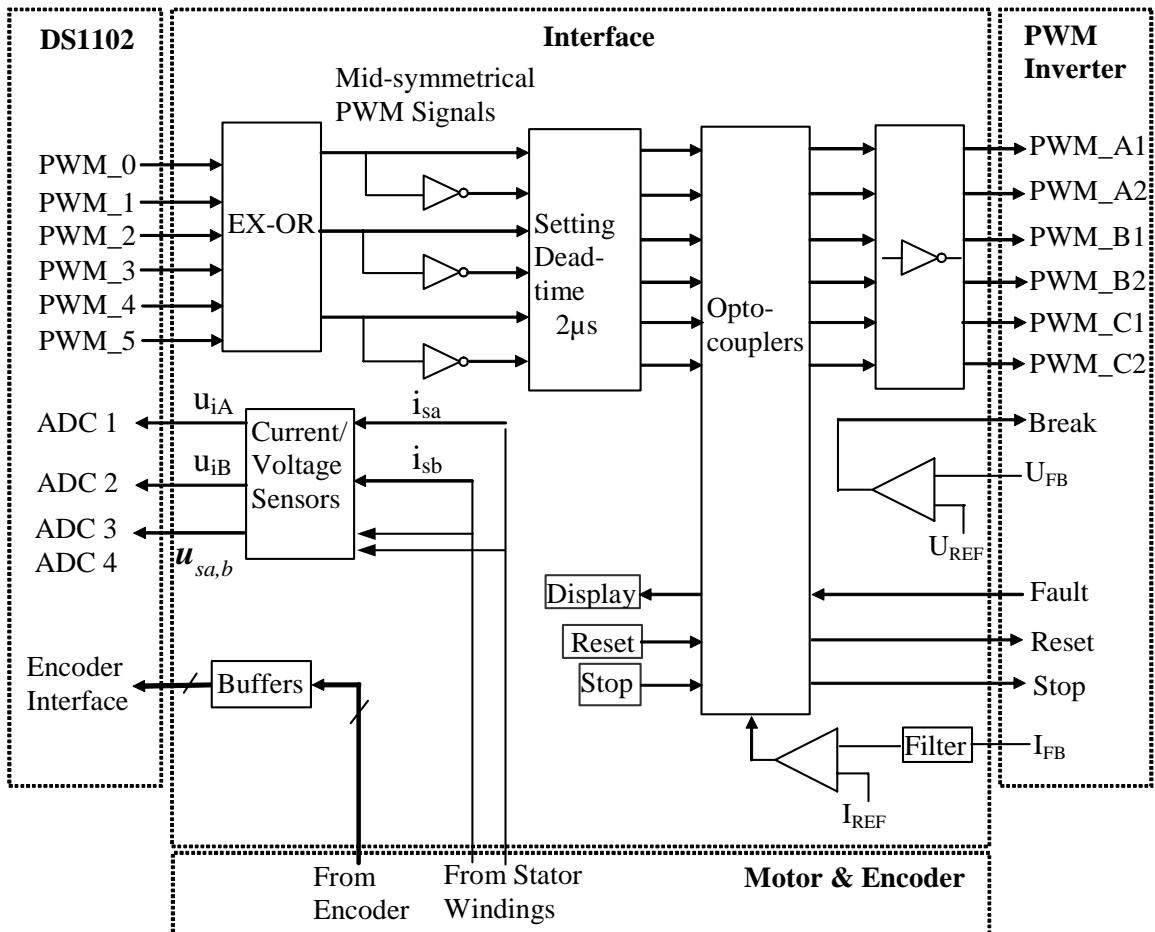 DS1102
Interface
PWM
Inverter
Mid-symmetrical
PWM Signals
PWM_0
PWM_1
PWM_2
PWM_3
PWM_4
PWM_5
EX-OR
Setting
Dead-
time
2µs
Opto-
couplers
PWM_A1
PWM_A2
PWM_B1
PWM_B2
PWM_C1
PWM_C2
ADC 1
ADC 2
ADC 3
ADC 4
uiA
uiB
usa,b
Current/
Voltage
Sensors
isa
isb
Break
UFB
UREF
Display
Reset
Stop
Fault
Reset
Stop
Encoder
Interface
Buffers
Filter
IFB
IREF
From
Encoder
From Stator
Windings
Motor & Encoder